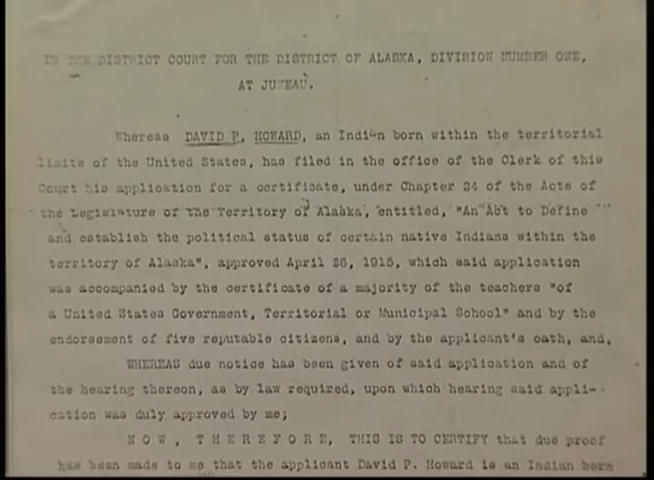 IN THE DISTRICT COURT FOR THE DISTRICT OF ALASKA, DIVISION NUMBER ONE,
AT JUNEAU.
Whereas DAVID P. HOWARD, an Indian born within the territorial
limits of the United States, has filed in the office of the Clerk of this
Court his application for a certificate, under Chapter 24 of the Acts of
the Legislature of the Territory of Alaska, entitled, "An Act to Define
and establish the political status of certain native Indians within the
territory of Alaska", approved April 26, 1915, which said application
was accompanied by the certificate of a majority of the teachers "of
a United States Government, Territorial or Municipal School" and by the
endorsement of five reputable citizens, and by the applicant's oath, and,
WHEREAS due notice has been given of said application and of
the hearing thereon, as by law required, upon which hearing said appli-
cation was duly approved by me;
N O W , T H E R E F O R E, THIS IS TO CERTIFY that due proof
has been made to me that the applicant David P. Howard is an Indian born